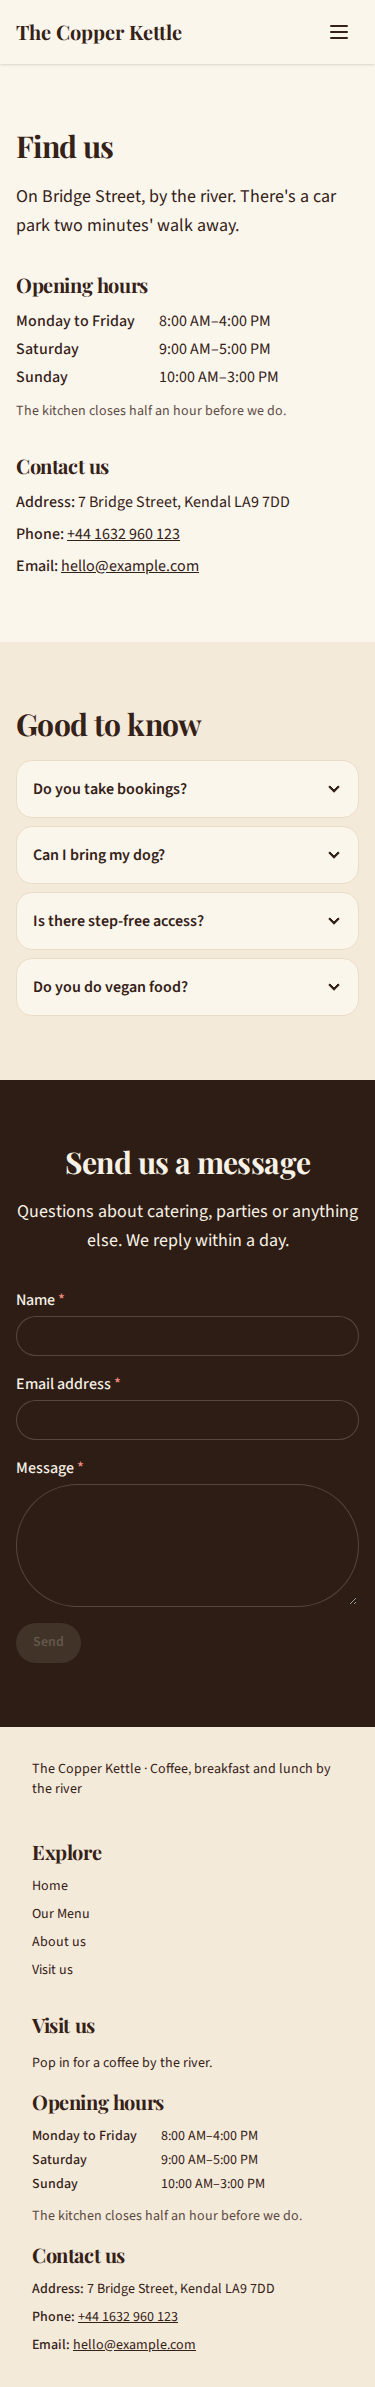 The Copper Kettle
Find us
On Bridge Street, by the river. There's a car
park two minutes' walk away.
Opening hours
Monday to Friday 8:00 AM–4:00 PM
Saturday 9:00 AM–5:00 PM
Sunday 10:00 AM–3:00 PM
The kitchen closes half an hour before we do.
Contact us
Address: 7 Bridge Street, Kendal LA9 7DD
Phone: +44 1632 960 123
Email: hello@example.com
Good to know
Do you take bookings?
Can I bring my dog?
Is there step-free access?
Do you do vegan food?
Send us a message
Questions about catering, parties or anything
else. We reply within a day.
Name *
Email address *
Message *
Send
The Copper Kettle · Coffee, breakfast and lunch by
the river
Explore
Home
Our Menu
About us
Visit us
Visit us
Pop in for a coffee by the river.
Opening hours
Monday to Friday 8:00 AM–4:00 PM
Saturday 9:00 AM–5:00 PM
Sunday 10:00 AM–3:00 PM
The kitchen closes half an hour before we do.
Contact us
Address: 7 Bridge Street, Kendal LA9 7DD
Phone: +44 1632 960 123
Email: hello@example.com